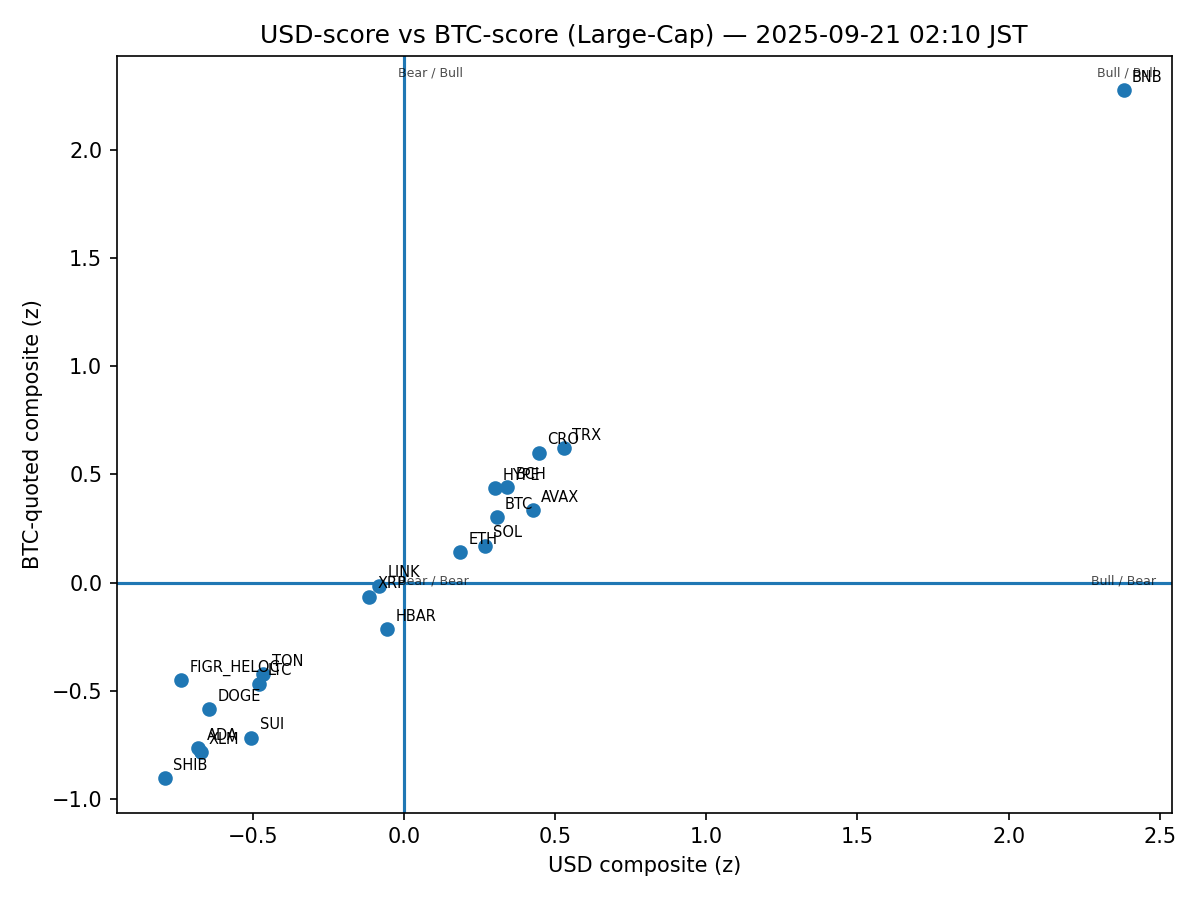 USD-score vs BTC-score (Large-Cap) — 2025-09-21 02:10 JST
Bear / Bull
Bull / Bull
BNB
2.0
1.5
1.0
0.5
0.0
−0.5
−1.0
BTC-quoted composite (z)
TRX
CRO
HYPE
BCH
AVAX
BTC
SOL
ETH
LINK
XRP
Bear / Bear
Bull / Bear
HBAR
TON
FIGR_HELOC
LTC
DOGE
SUI
ADA
XLM
SHIB
−0.5
0.0
0.5
1.0
1.5
2.0
2.5
USD composite (z)